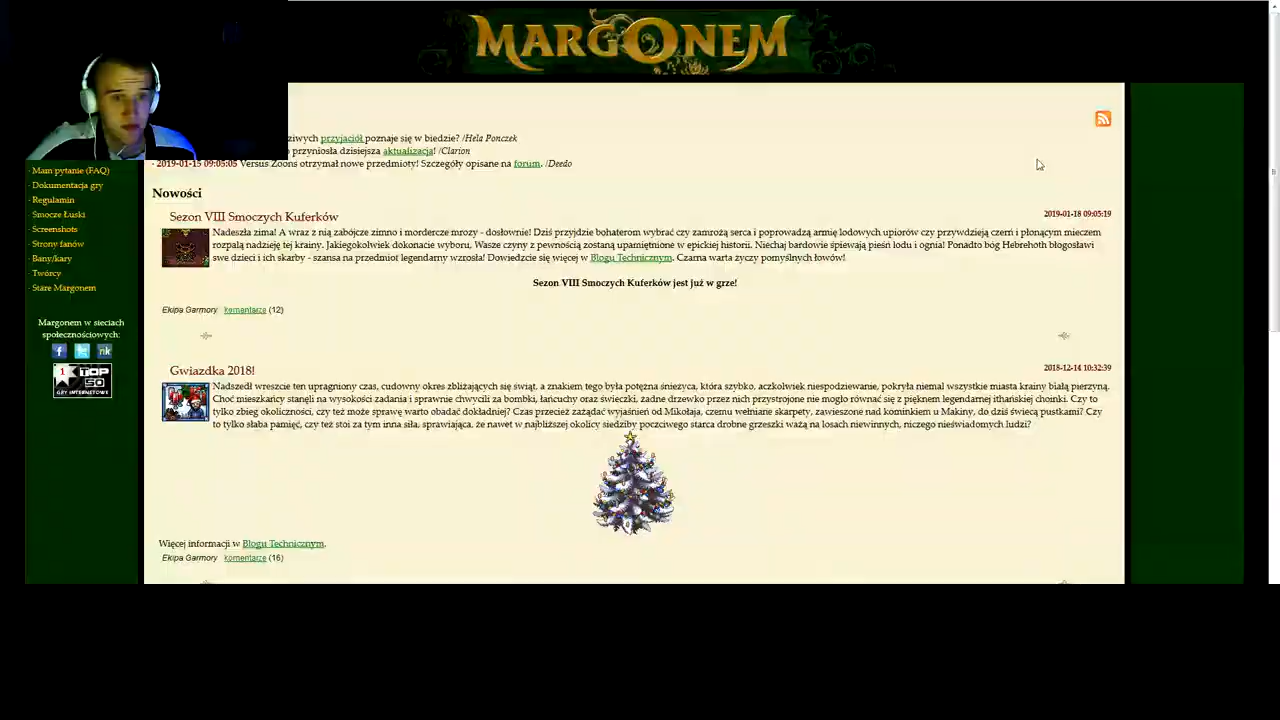 MARGONEM
ziwych przyjaciół poznaje się w biedzie? /Hela Ponczek
o przyniosła dzisiejsza aktualizacja! /Clarion
- 2019-01-15 09:05:05 Versus Zoons otrzymał nowe przedmioty! Szczegóły opisane na forum. /Deedo
· Mam pytanie (FAQ)
· Dokumentacja gry
· Regulamin
· Smocze Łuski
· Screenshots
· Strony fanów
· Bany/kary
· Twórcy
· Stare Margonem
Margonem w sieciach
społecznościowych:
f t nk
1 TOP
50
GRY INTERNETOWE
Nowości
Sezon VIII Smoczych Kuferków 2019-01-18 09:05:19
Nadeszła zima! A wraz z nią zabójcze zimno i mordercze mrozy - dosłownie! Dziś przyjdzie bohaterom wybrać czy zamrożą serca i poprowadzą armię lodowych upiorów czy przywdzieją czerń i płonącym mieczem
rozpalą nadzieję tej krainy. Jakiegokolwiek dokonacie wyboru, Wasze czyny z pewnością zostaną upamiętnione w epickiej historii. Niechaj bardowie śpiewają pieśń lodu i ognia! Ponadto bóg Hebrehoth błogosławi
swe dzieci i ich skarby - szansa na przedmiot legendarny wzrosła! Dowiedzcie się więcej w Blogu Technicznym. Czarna warta życzy pomyślnych łowów!
Sezon VIII Smoczych Kuferków jest już w grze!
Ekipa Garmory komentarze (12)
Gwiazdka 2018! 2018-12-14 10:32:39
Nadszedł wreszcie ten upragniony czas, cudowny okres zbliżających się świąt, a znakiem tego była potężna śnieżyca, która szybko, aczkolwiek niespodziewanie, pokryła niemal wszystkie miasta krainy białą pierzyną.
Choć mieszkańcy stanęli na wysokości zadania i sprawnie chwycili za bombki, łańcuchy oraz świeczki, żadne drzewko przez nich przystrojone nie mogło równać się z pięknem legendarnej ithańskiej choinki. Czy to
tylko zbieg okoliczności, czy też może sprawę warto obadać dokładniej? Czas przecież zażądać wyjaśnień od Mikołaja, czemu wełniane skarpety, zawieszone nad kominkiem u Makiny, do dziś świecą pustkami? Czy
to tylko słaba pamięć, czy też stoi za tym inna siła, sprawiająca, że nawet w najbliższej okolicy siedziby poczciwego starca drobne grzeszki ważą na losach niewinnych, niczego nieświadomych ludzi?
Więcej informacji w Blogu Technicznym.
Ekipa Garmory komentarze (16)